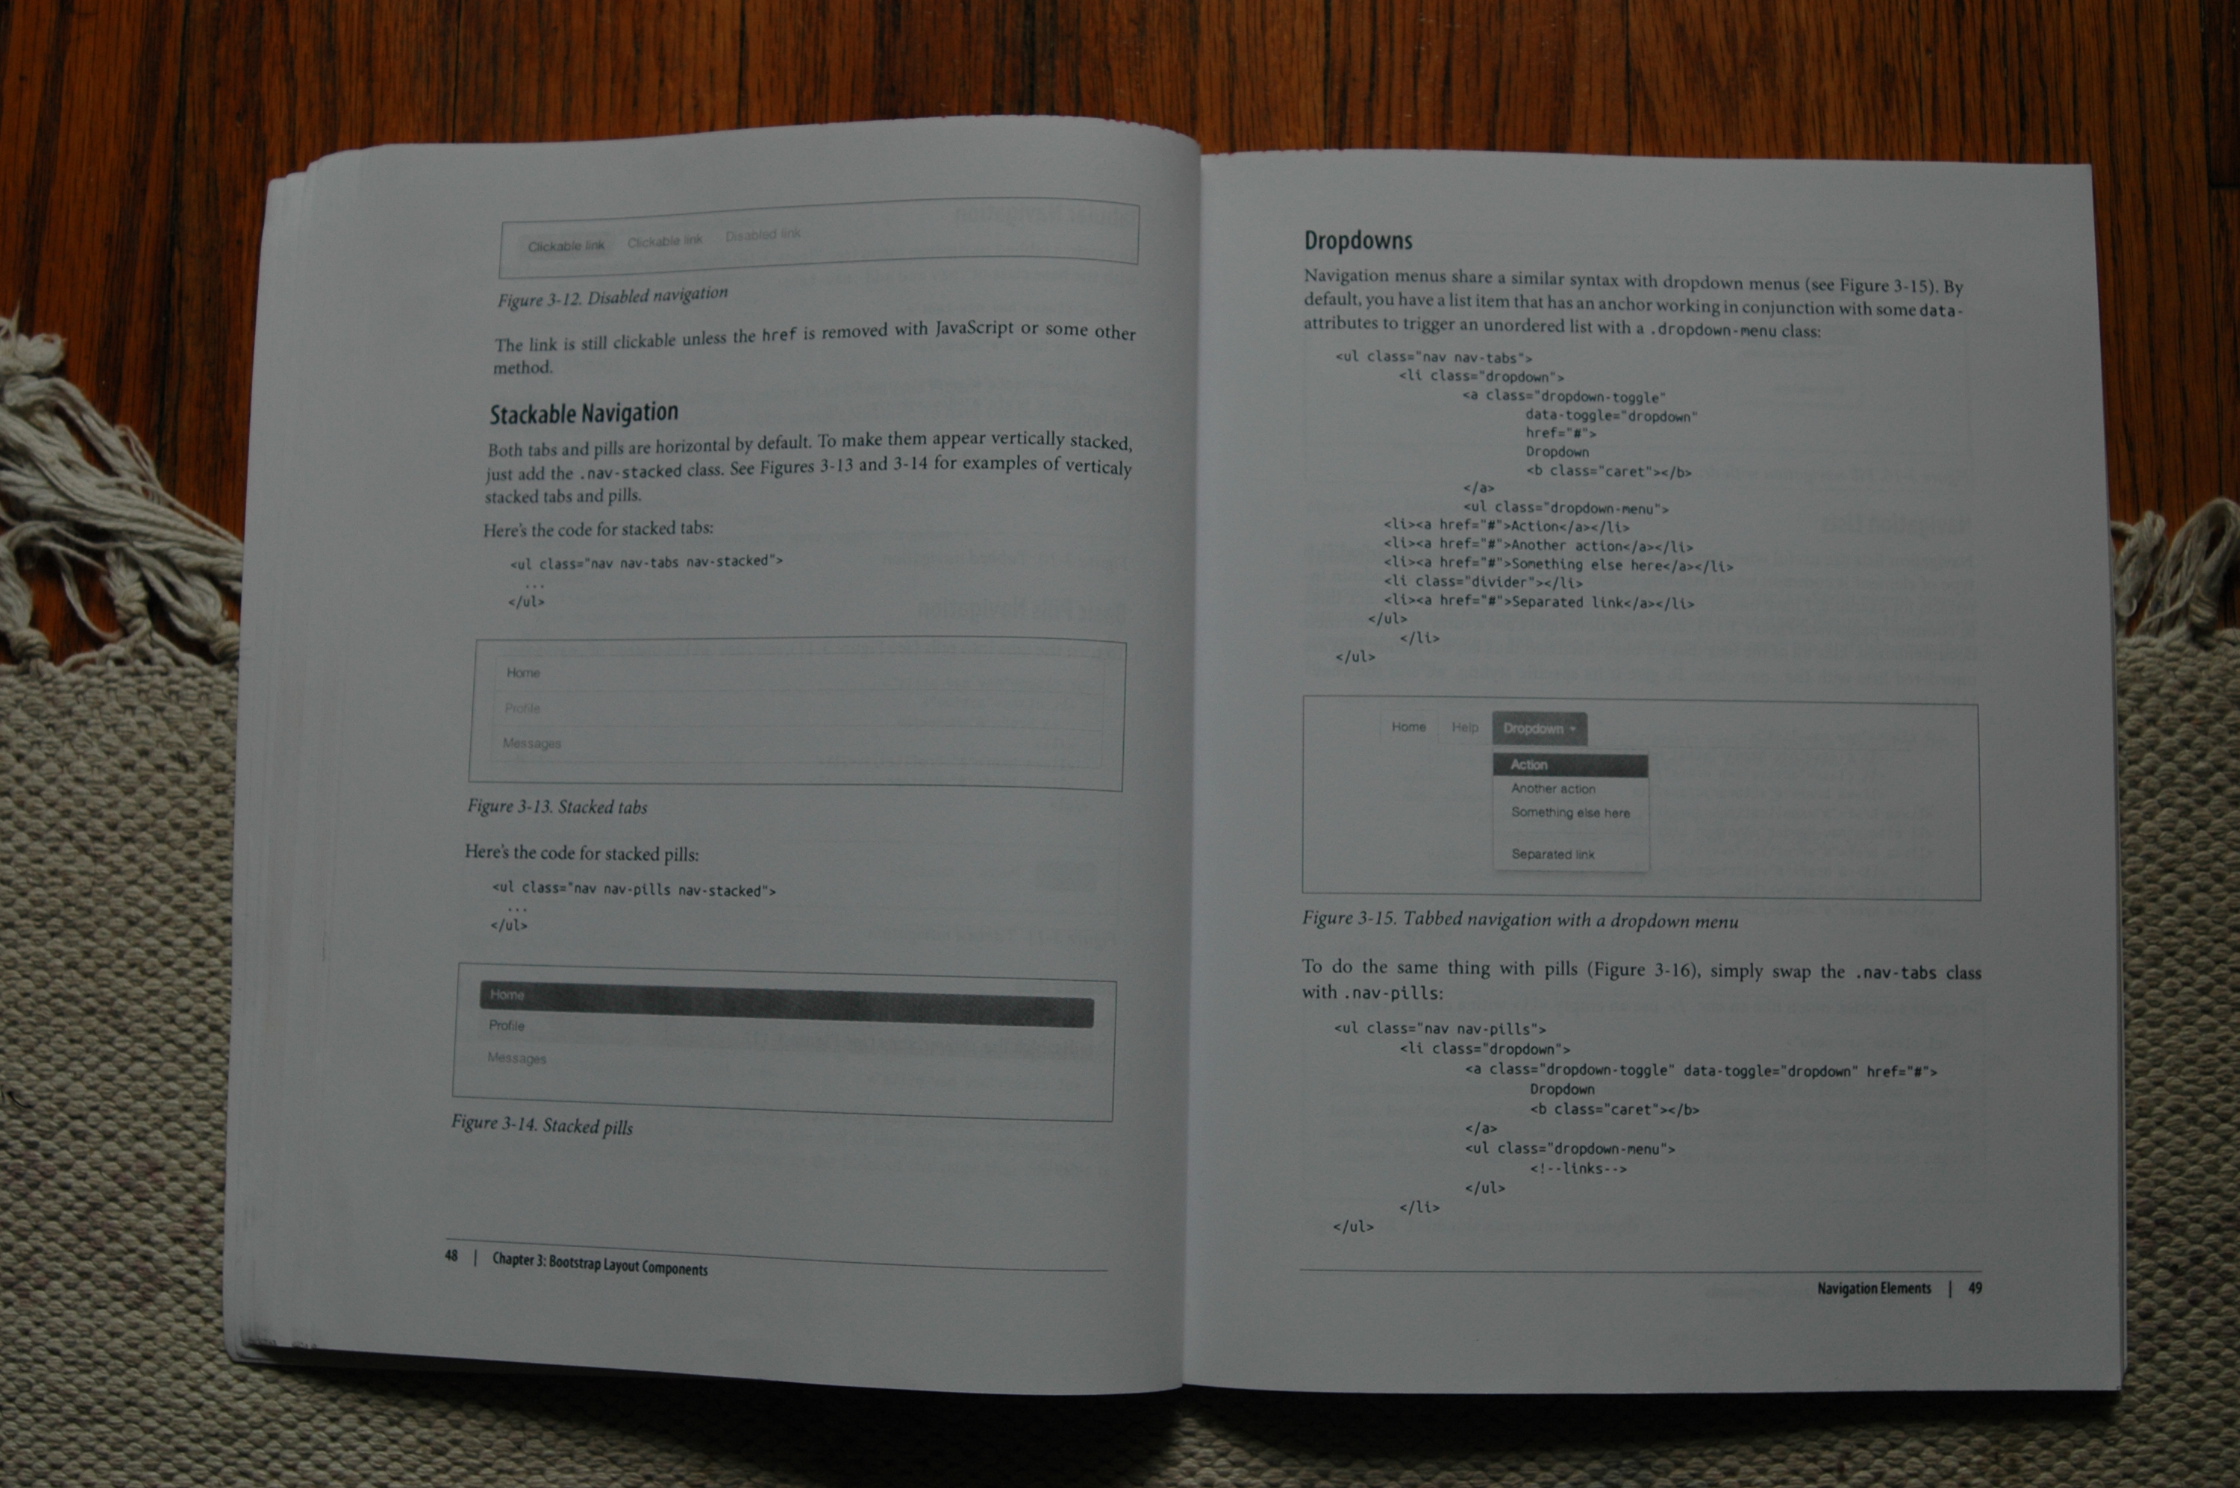 Clickable link Clickable link Disabled link
Figure 3-12. Disabled navigation
The link is still clickable unless the href is removed with JavaScript or some other
method.
Stackable Navigation
Both tabs and pills are horizontal by default. To make them appear vertically stacked,
just add the .nav-stacked class. See Figures 3-13 and 3-14 for examples of verticaly
stacked tabs and pills.
Here's the code for stacked tabs:
<ul class="nav nav-tabs nav-stacked">
...
</ul>
Home
Profile
Messages
Figure 3-13. Stacked tabs
Here's the code for stacked pills:
<ul class="nav nav-pills nav-stacked">
...
</ul>
Home
Profile
Messages
Figure 3-14. Stacked pills
48 | Chapter 3: Bootstrap Layout Components
Dropdowns
Navigation menus share a similar syntax with dropdown menus (see Figure 3-15). By
default, you have a list item that has an anchor working in conjunction with some data-
attributes to trigger an unordered list with a .dropdown-menu class:
<ul class="nav nav-tabs">
<li class="dropdown">
<a class="dropdown-toggle"
data-toggle="dropdown"
href="#">
Dropdown
<b class="caret"></b>
</a>
<ul class="dropdown-menu">
<li><a href="#">Action</a></li>
<li><a href="#">Another action</a></li>
<li><a href="#">Something else here</a></li>
<li class="divider"></li>
<li><a href="#">Separated link</a></li>
</ul>
</li>
</ul>
Home Help Dropdown
Action
Another action
Something else here
Separated link
Figure 3-15. Tabbed navigation with a dropdown menu
To do the same thing with pills (Figure 3-16), simply swap the .nav-tabs class
with .nav-pills:
<ul class="nav nav-pills">
<li class="dropdown">
<a class="dropdown-toggle" data-toggle="dropdown" href="#">
Dropdown
<b class="caret"></b>
</a>
<ul class="dropdown-menu">
<!--links-->
</ul>
</li>
</ul>
Navigation Elements | 49